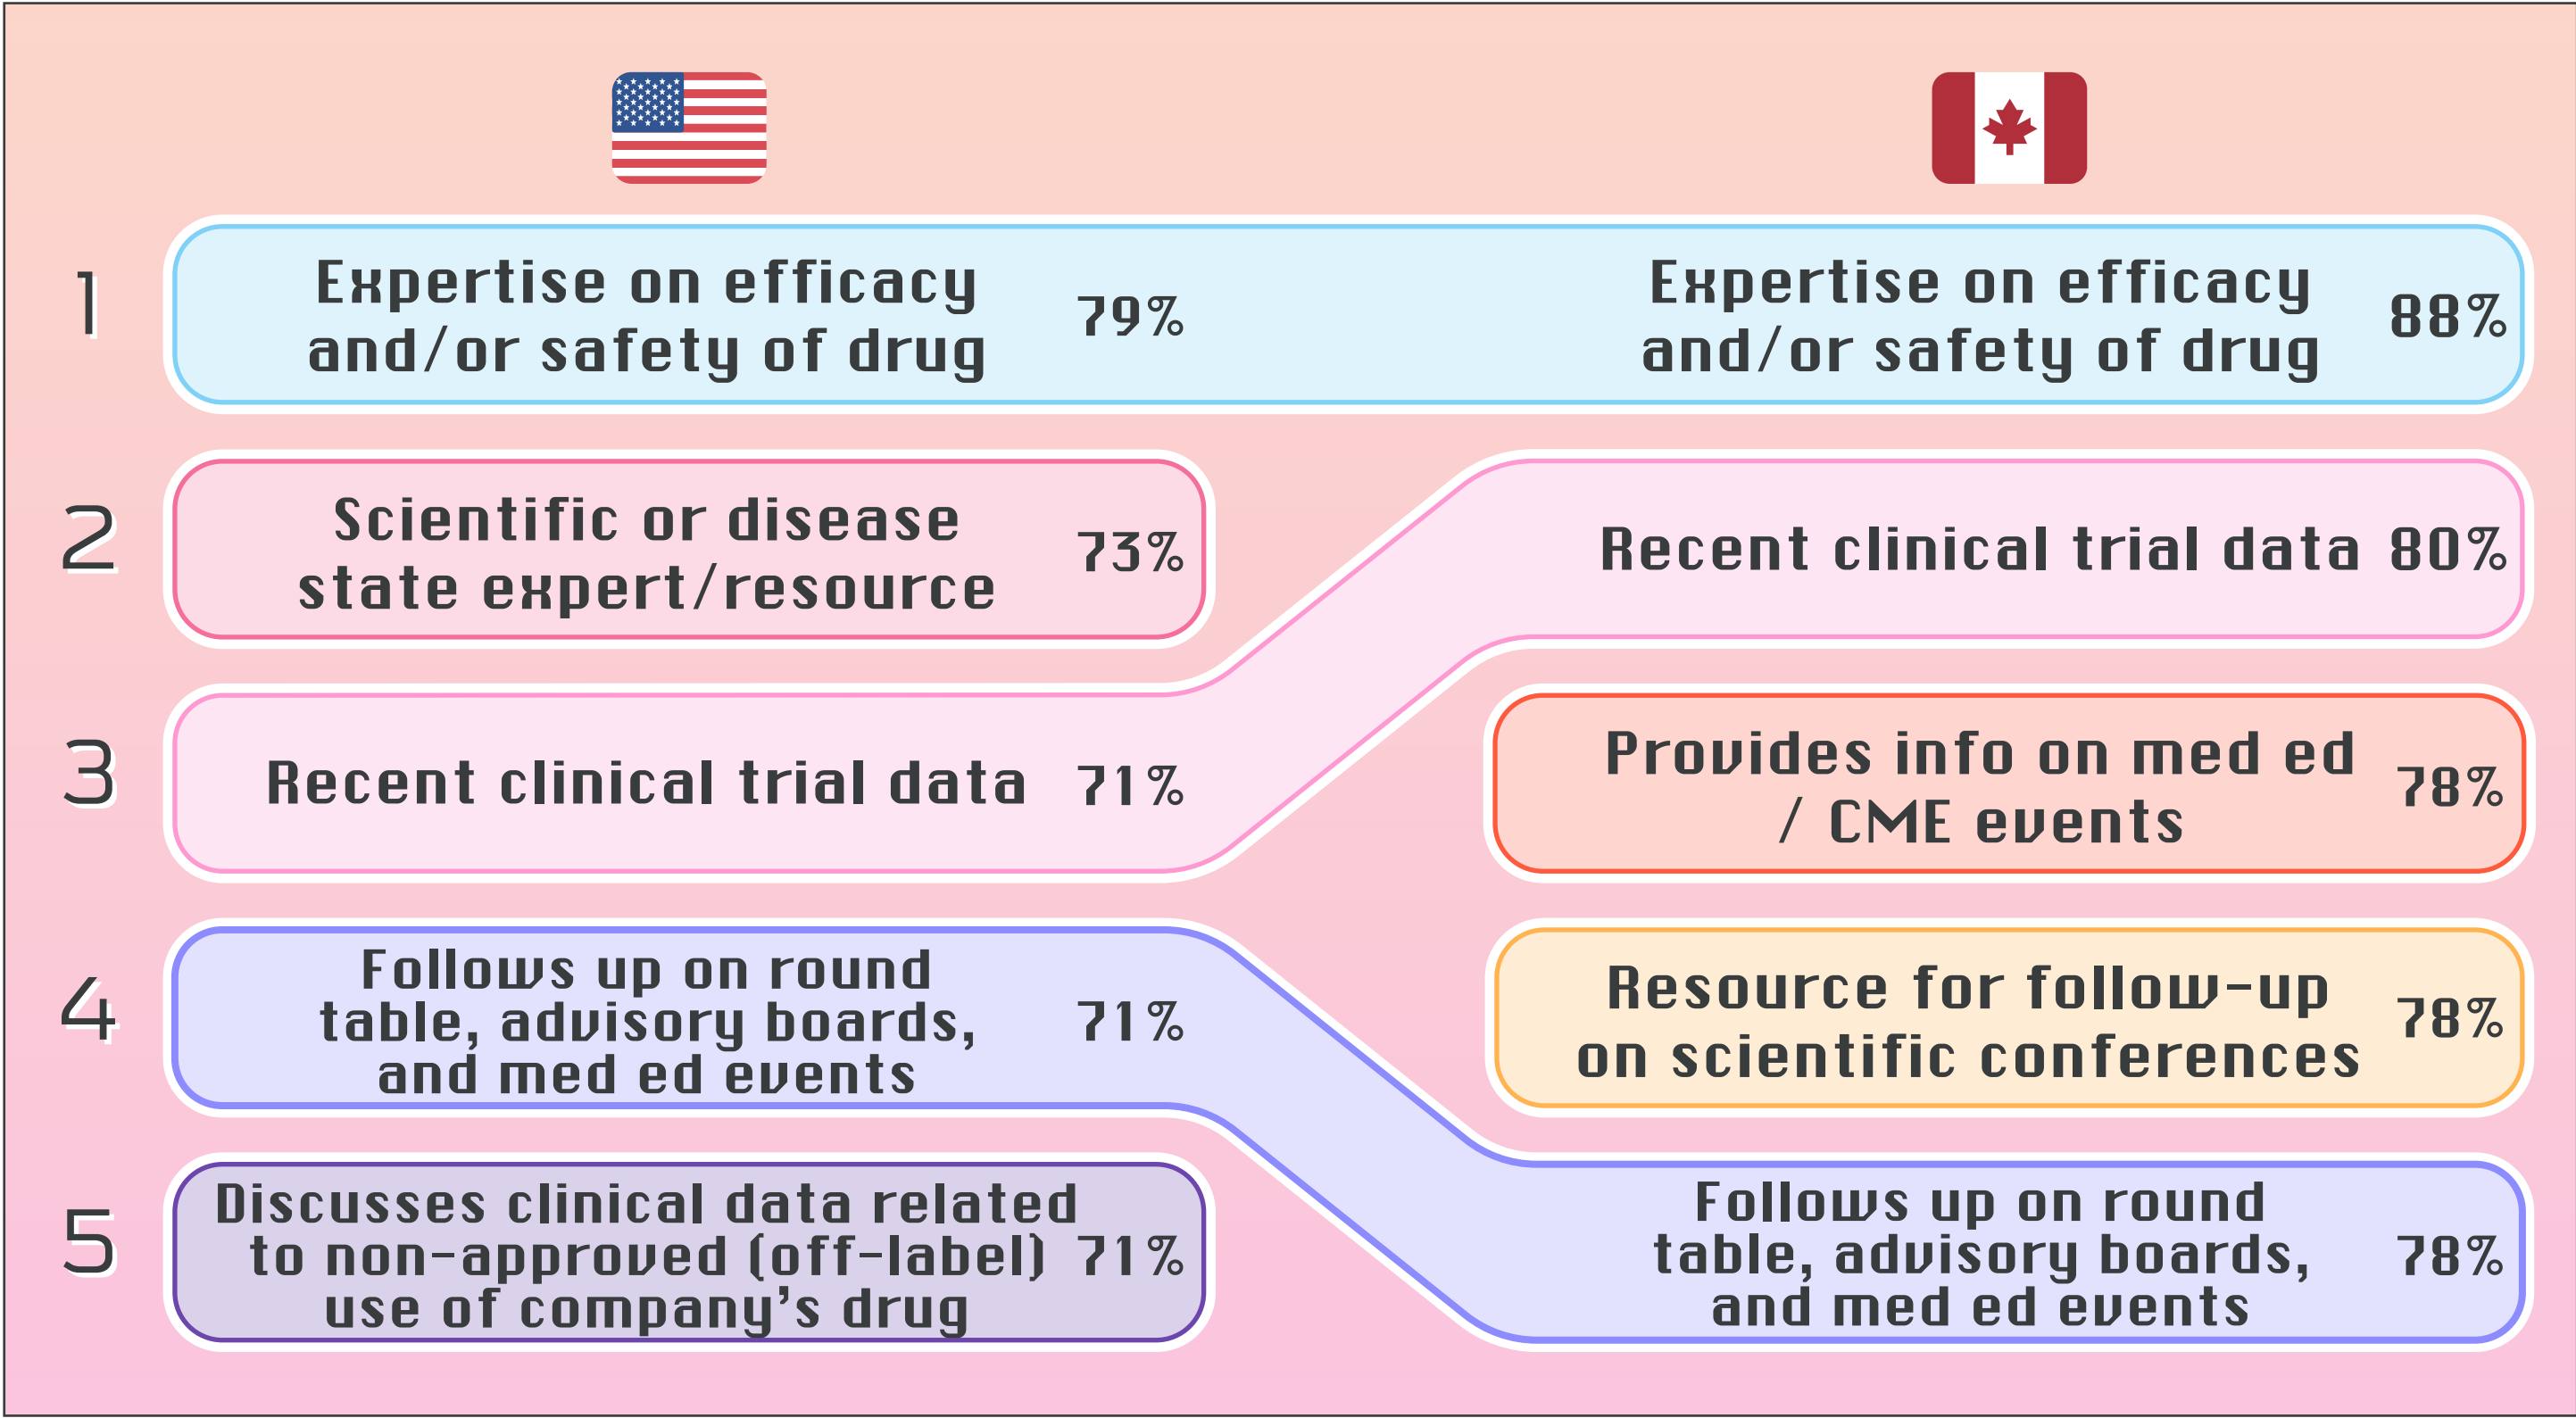 1
Expertise on efficacy
and/or safety of drug
79%
Expertise on efficacy
and/or safety of drug
88%
2
Scientific or disease
state expert/resource
73%
Recent clinical trial data 80%
3
Recent clinical trial data 71%
Provides info on med ed
/ CME events
78%
4
Follows up on round
table, advisory boards,
and med ed events
71%
Resource for follow-up
on scientific conferences
78%
5
Discusses clinical data related
to non-approved (off-label)
use of company's drug
71%
Follows up on round
table, advisory boards,
and med ed events
78%